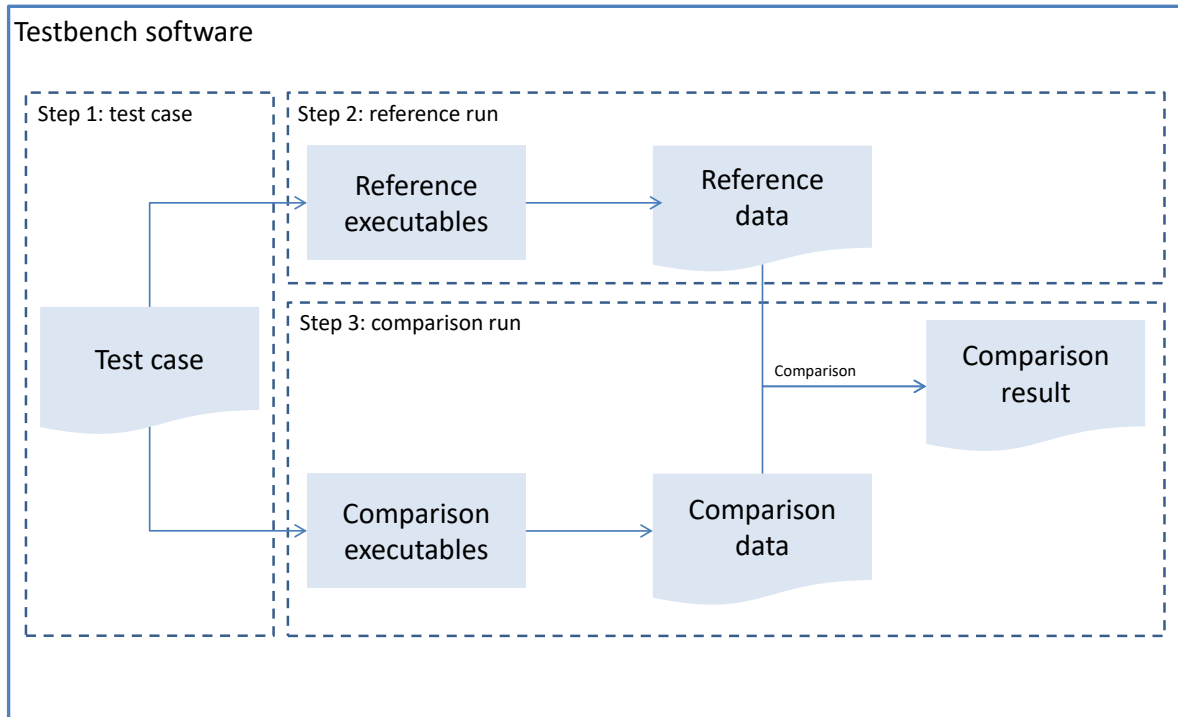 Testbench software
Step 1: test case
Test case
Step 2: reference run
Reference
executables
Reference
data
Step 3: comparison run
Comparison
executables
Comparison
data
Comparison
Comparison
result